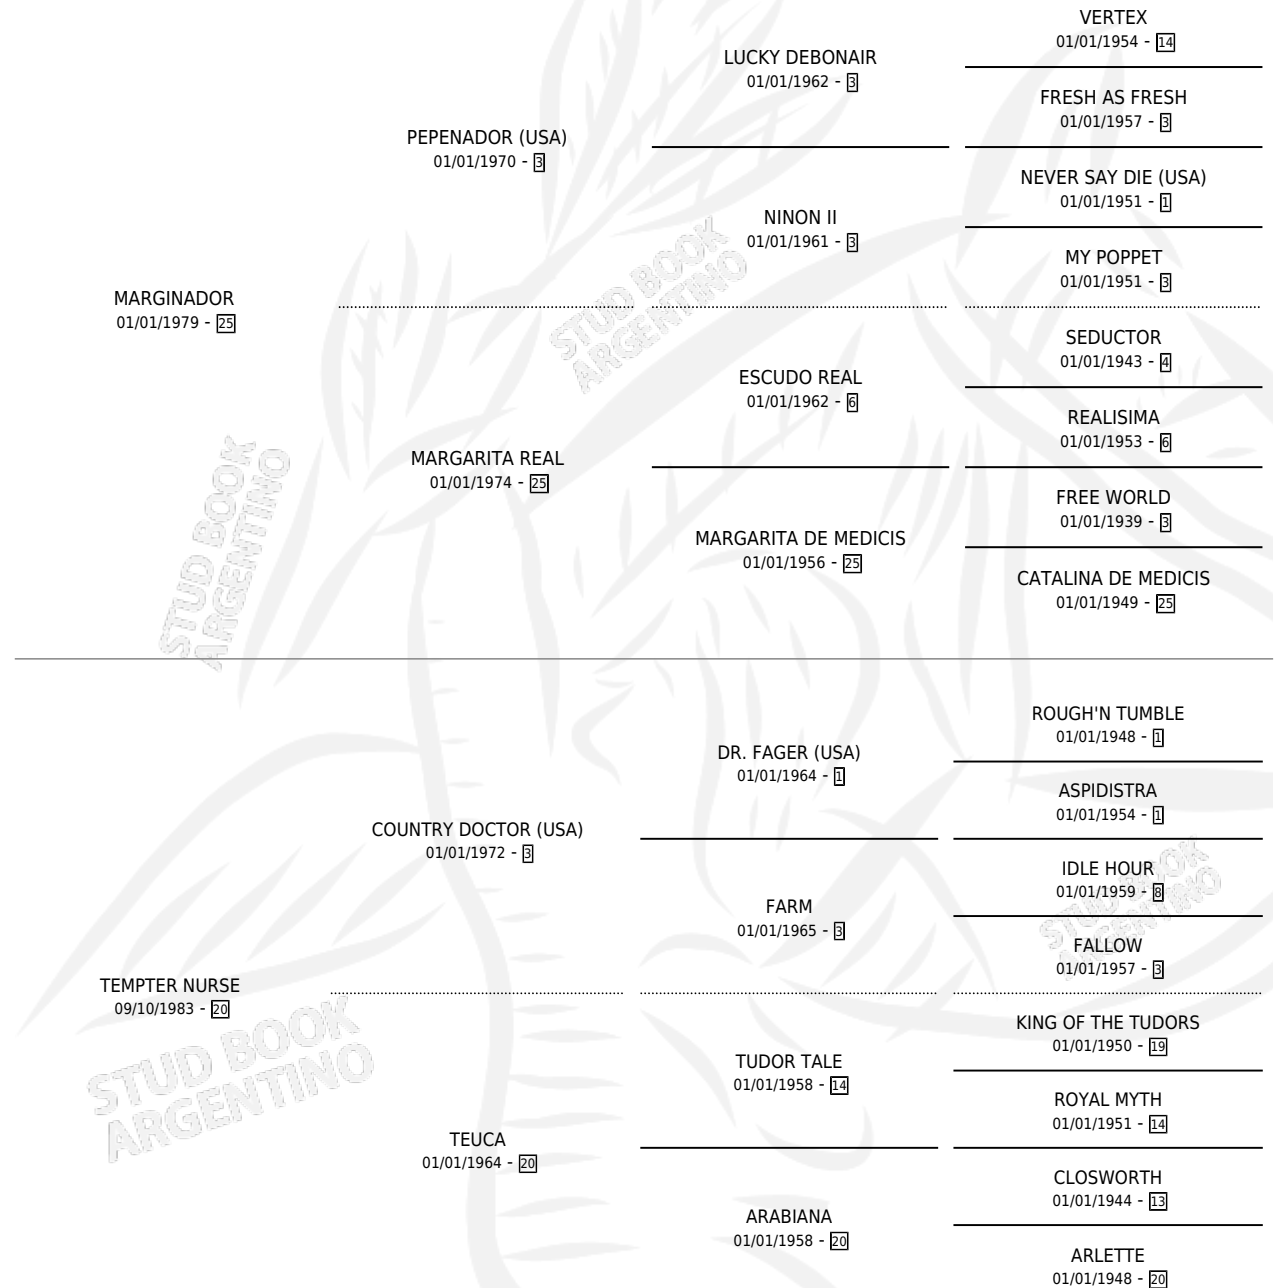 VERTEX
01/01/1954 - 14
LUCKY DEBONAIR
01/01/1962 - 3
FRESH AS FRESH
01/01/1957 - 3
PEPENADOR (USA)
01/01/1970 - 3
NEVER SAY DIE (USA)
01/01/1951 - 1
NINON II
01/01/1961 - 3
MY POPPET
01/01/1951 - 3
MARGINADOR
01/01/1979 - 25
SEDUCTOR
01/01/1943 - 4
ESCUDO REAL
01/01/1962 - 6
REALISIMA
01/01/1953 - 6
MARGARITA REAL
01/01/1974 - 25
FREE WORLD
01/01/1939 - 3
MARGARITA DE MEDICIS
01/01/1956 - 25
CATALINA DE MEDICIS
01/01/1949 - 25
ROUGH'N TUMBLE
01/01/1948 - 1
DR. FAGER (USA)
01/01/1964 - 1
ASPIDISTRA
01/01/1954 - 1
COUNTRY DOCTOR (USA)
01/01/1972 - 3
IDLE HOUR
01/01/1959 - 8
FARM
01/01/1965 - 3
FALLOW
01/01/1957 - 3
TEMPTER NURSE
09/10/1983 - 20
KING OF THE TUDORS
01/01/1950 - 19
TUDOR TALE
01/01/1958 - 14
ROYAL MYTH
01/01/1951 - 14
TEUCA
01/01/1964 - 20
CLOSWORTH
01/01/1944 - 13
ARABIANA
01/01/1958 - 20
ARLETTE
01/01/1948 - 20
STUD BOOK
ARGENTINO
STUD BOOK
ARGENTINO
STUD BOOK
ARGENTINO
STUD BOOK
ARGENTINO